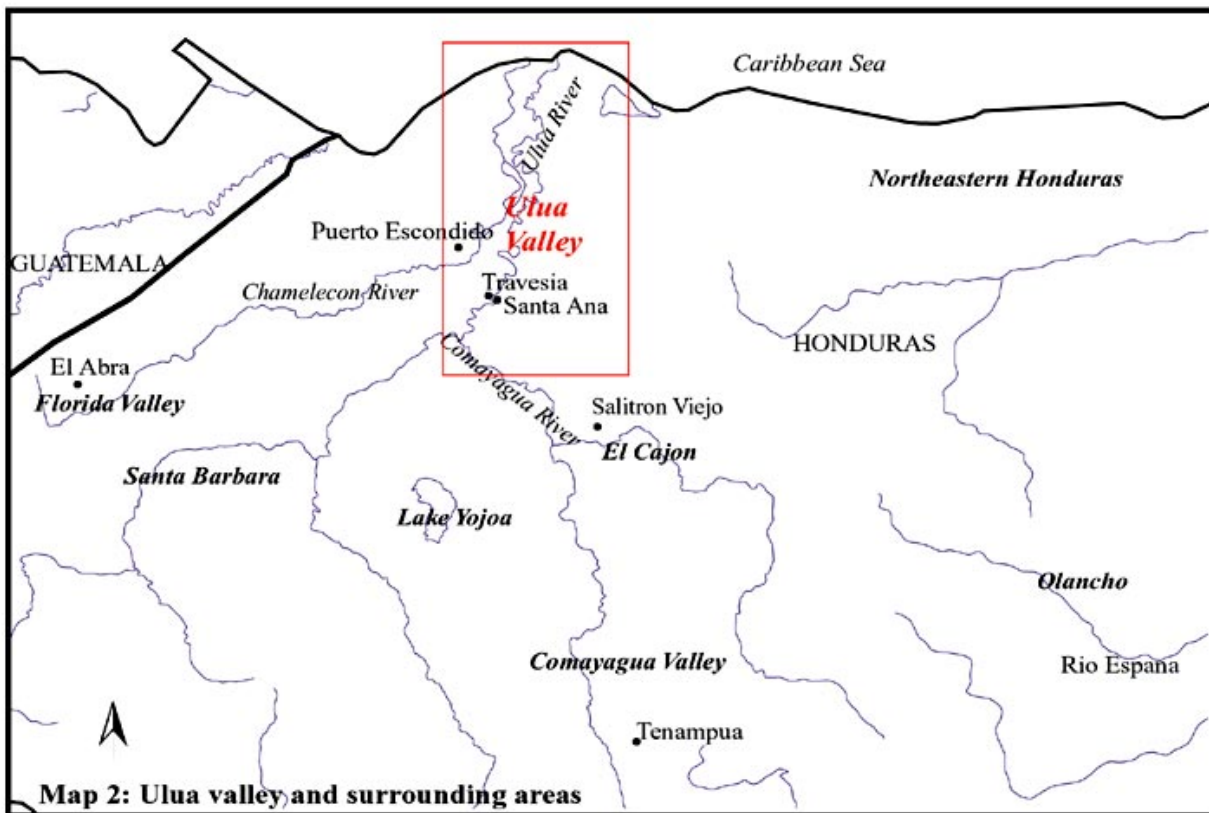 Caribbean Sea
Ulua River
Northeastern Honduras
Ulua
Valley
Puerto Escondido
GUATEMALA
Chamelecon River
Travesia
Santa Ana
HONDURAS
Comayagua River
El Abra
Florida Valley
Salitron Viejo
El Cajon
Santa Barbara
Lake Yojoa
Olancho
Comayagua Valley
Rio Espana
Tenampua
Map 2: Ulua valley and surrounding areas